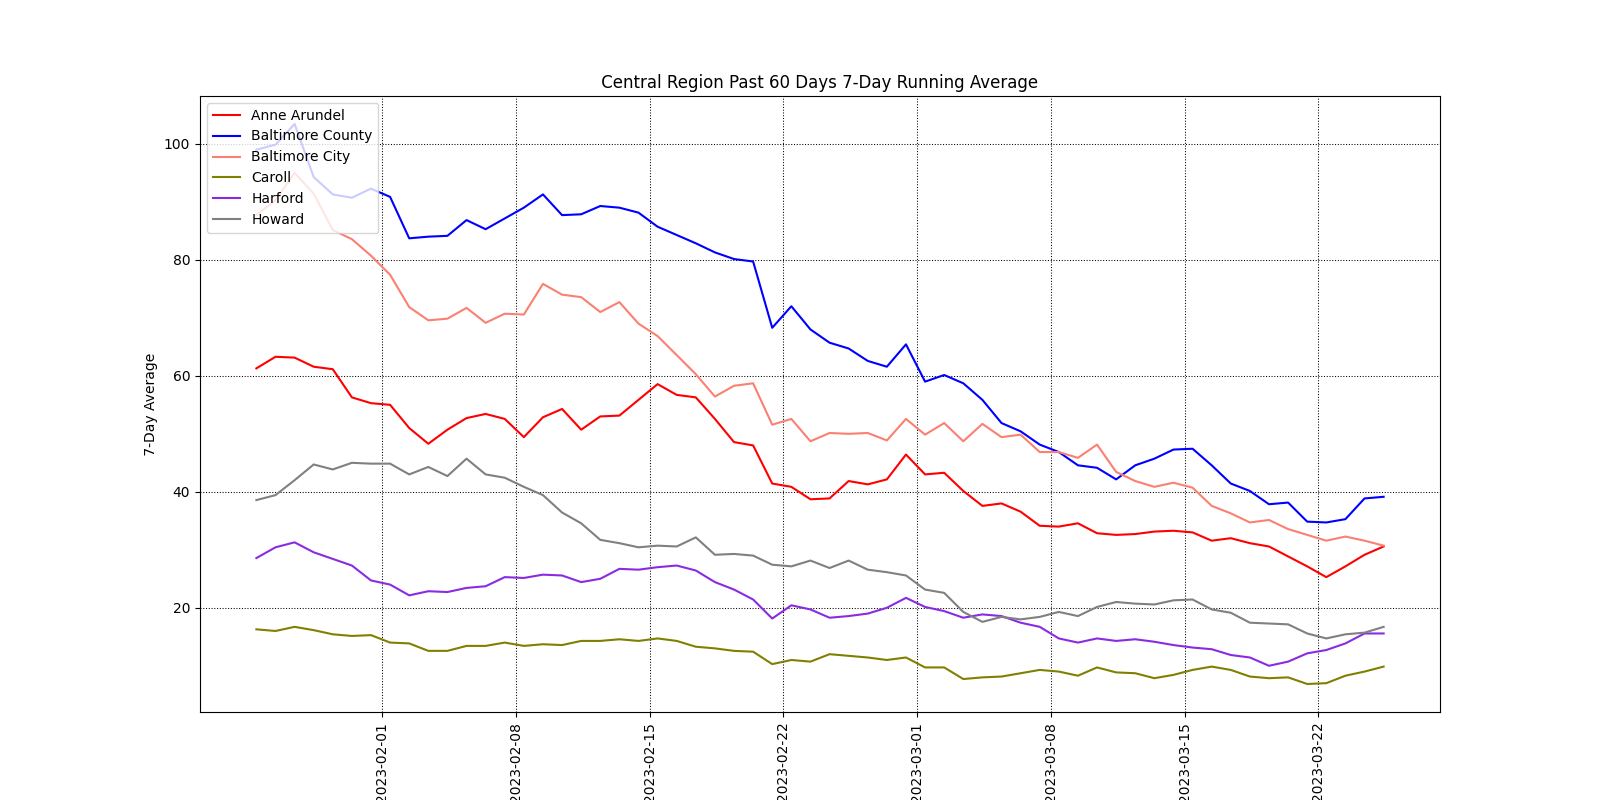 Central Region Past 60 Days 7-Day Running Average
Anne Arundel
Baltimore County
Baltimore City
Caroll
Harford
Howard
100
80
60
40
20
7-Day Average
2023-02-01
2023-02-08
2023-02-15
2023-02-22
2023-03-01
2023-03-08
2023-03-15
2023-03-22